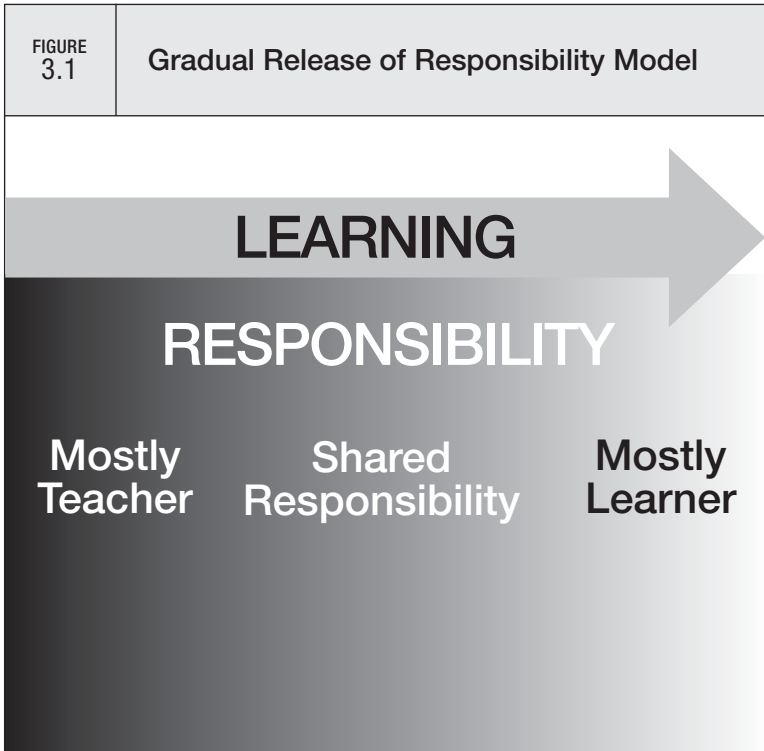 FIGURE
3.1
Gradual Release of Responsibility Model
LEARNING
RESPONSIBILITY
Mostly
Teacher
Shared
Responsibility
Mostly
Learner